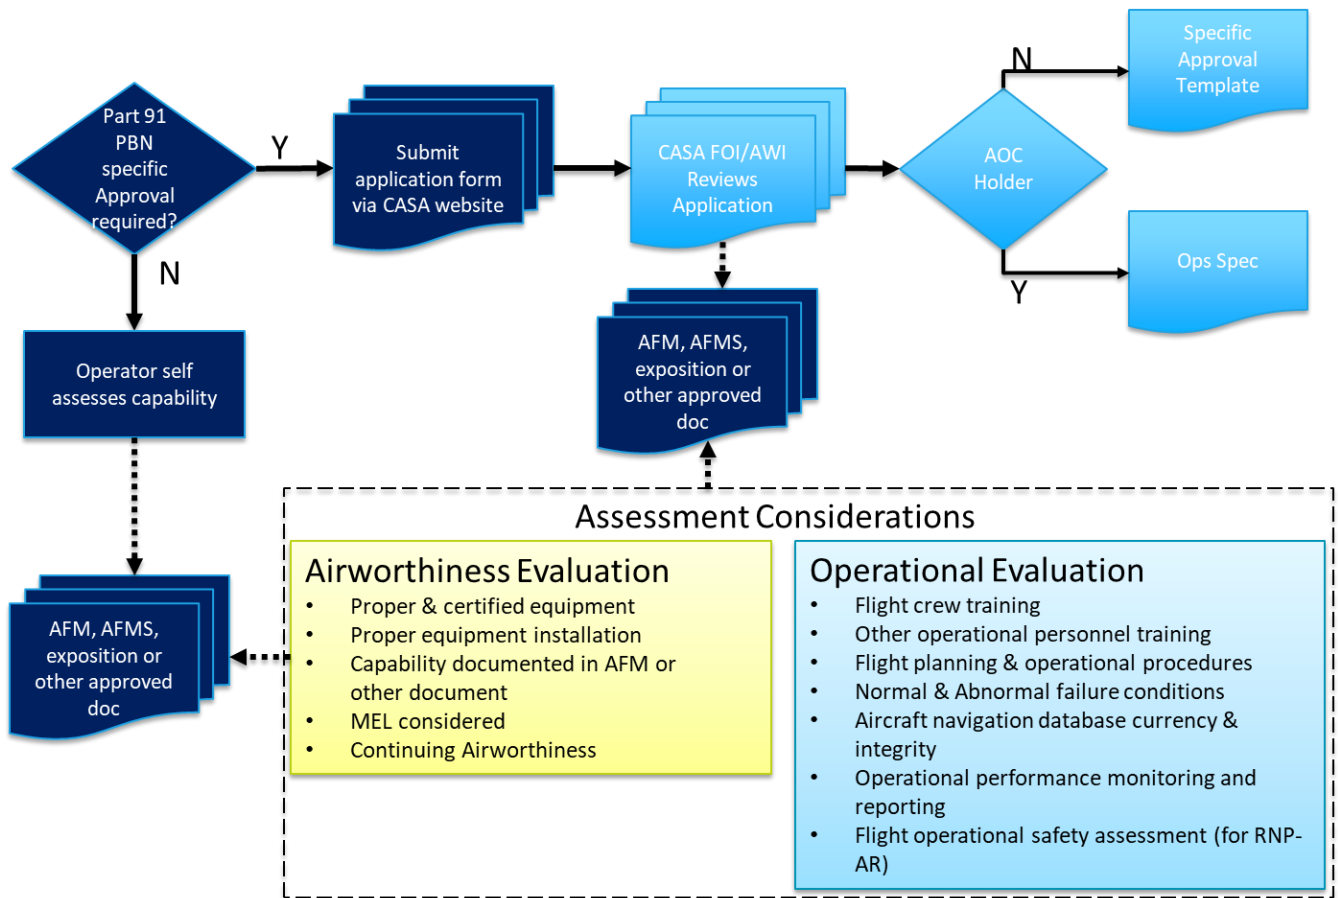 Part 91
PBN
specific
Approval
required?
Y
Submit
application form
via CASA website
CASA FOI/AWI
Reviews
Application
AOC
Holder
N
Specific
Approval
Template
Y
Ops Spec
N
Operator self
assesses capability
AFM, AFMS,
exposition or
other approved
doc
AFM, AFMS,
exposition or
other approved
doc
Assessment Considerations
Airworthiness Evaluation
• Proper & certified equipment
• Proper equipment installation
• Capability documented in AFM or
other document
• MEL considered
• Continuing Airworthiness
Operational Evaluation
• Flight crew training
• Other operational personnel training
• Flight planning & operational procedures
• Normal & Abnormal failure conditions
• Aircraft navigation database currency &
integrity
• Operational performance monitoring and
reporting
• Flight operational safety assessment (for RNP-
AR)